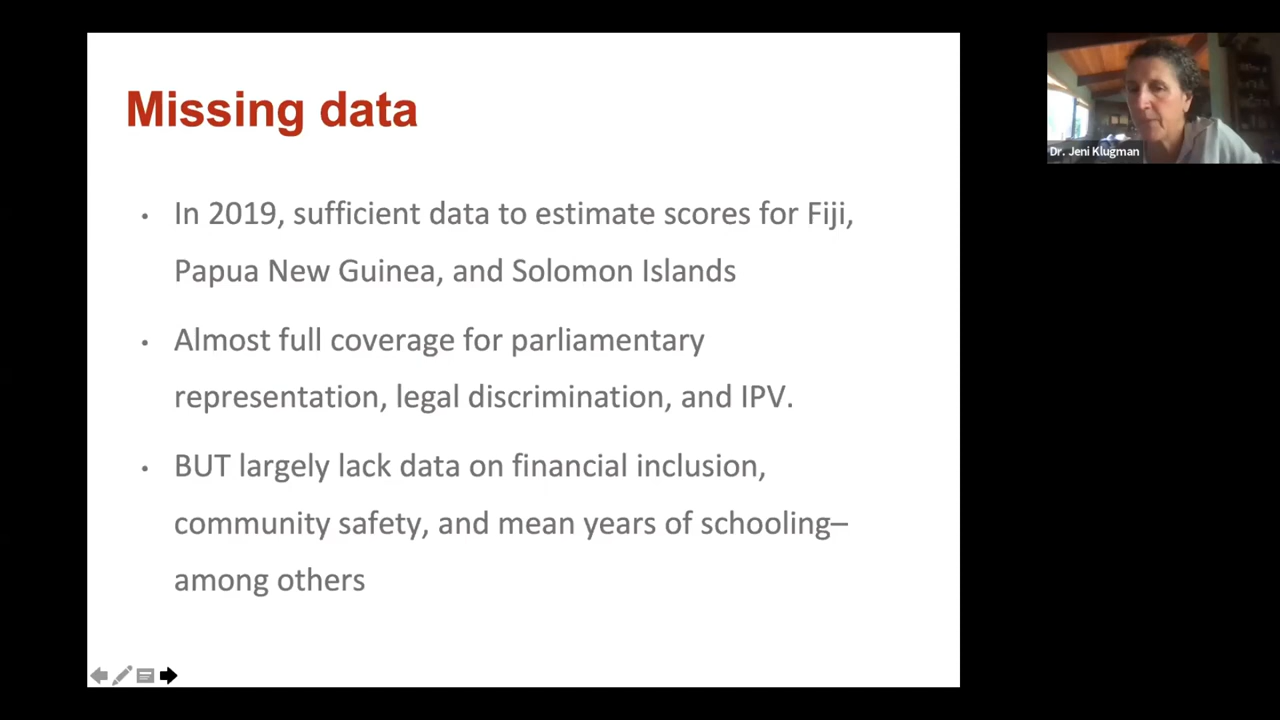 Missing data
• In 2019, sufficient data to estimate scores for Fiji,
Papua New Guinea, and Solomon Islands
• Almost full coverage for parliamentary
representation, legal discrimination, and IPV.
• BUT largely lack data on financial inclusion,
community safety, and mean years of schooling–
among others
Dr. Jeni Klugman